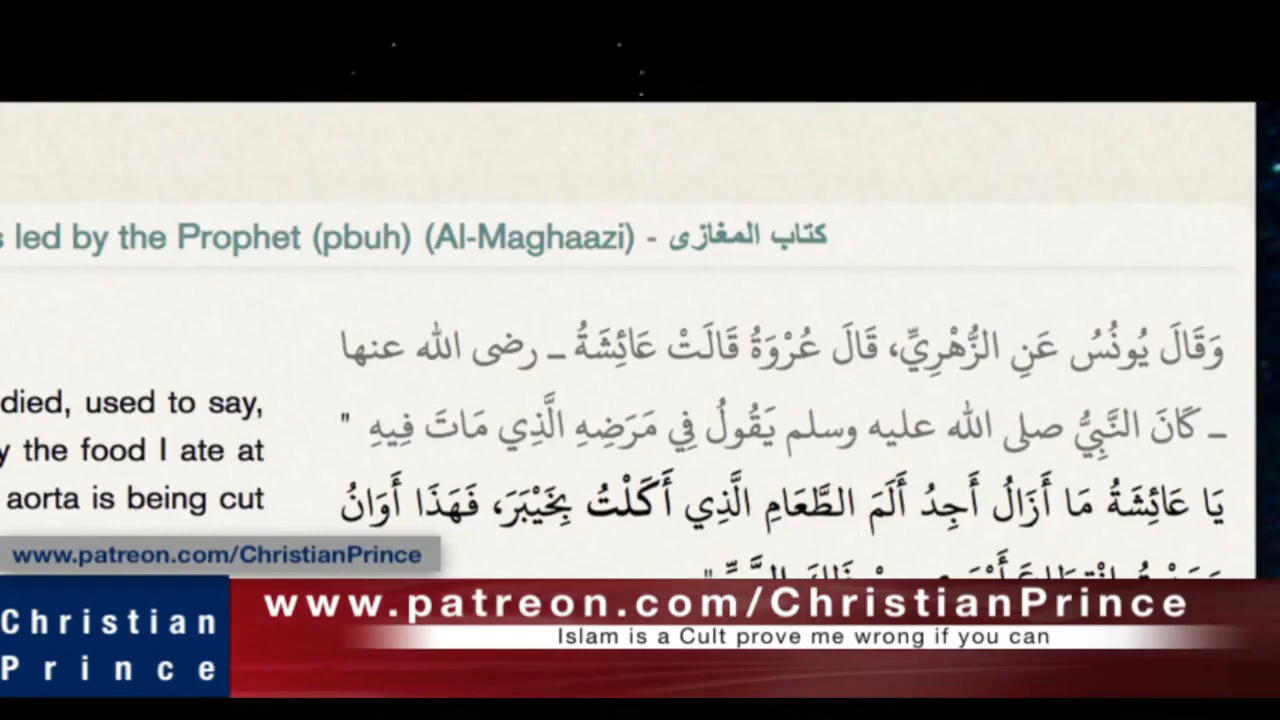 s led by the Prophet (pbuh) (Al-Maghaazi) - كتاب المغازى
وَقَالَ يُونُسُ عَنِ الزُّهْرِيِّ، قَالَ عُرْوَةُ قَالَتْ عَائِشَةُ ـ رضى الله عنها
ـ كَانَ النَّبِيُّ صلى الله عليه وسلم يَقُولُ فِي مَرَضِهِ الَّذِي مَاتَ فِيهِ ‏"‏
يَا عَائِشَةُ مَا أَزَالُ أَجِدُ أَلَمَ الطَّعَامِ الَّذِي أَكَلْتُ بِخَيْبَرَ، فَهَذَا أَوَانُ
died, used to say,
y the food I ate at
aorta is being cut
www.patreon.com/ChristianPrince
Christian
Prince
www.patreon.com/ChristianPrince
Islam is a Cult prove me wrong if you can